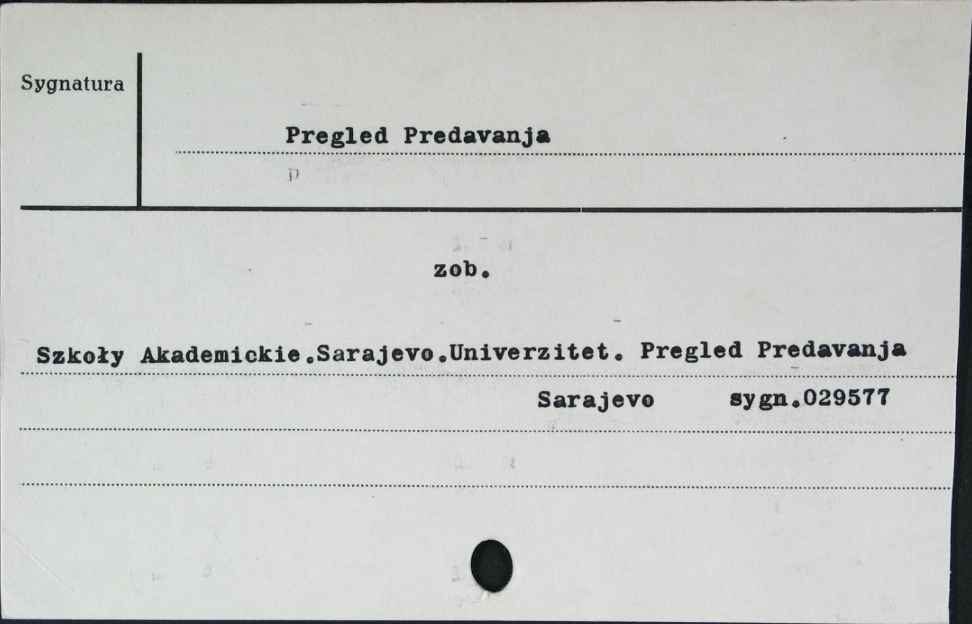 Sygnatura
Pregled Predavanja
zob.
Szkoły Akademickie.Sarajevo.Univerzitet. Pregled Predavanja
Sarajevo sygn.029577